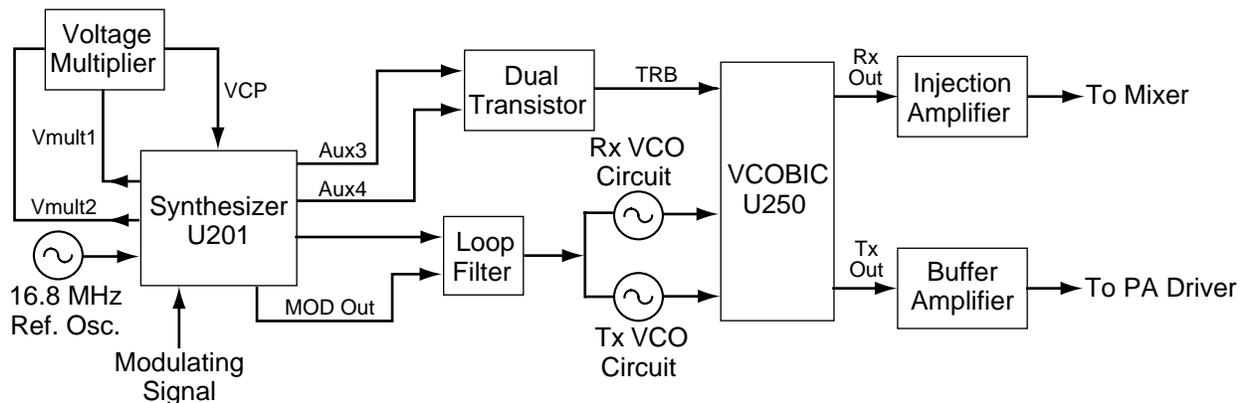 Voltage
Multiplier
VCP
Vmult1
Vmult2
Synthesizer
U201
16.8 MHz
Ref. Osc.
Modulating
Signal
Aux3
Aux4
MOD Out
Dual
Transistor
TRB
Loop
Filter
Rx VCO
Circuit
Tx VCO
Circuit
VCOBIC
U250
Rx
Out
Injection
Amplifier
To Mixer
Tx
Out
Buffer
Amplifier
To PA Driver